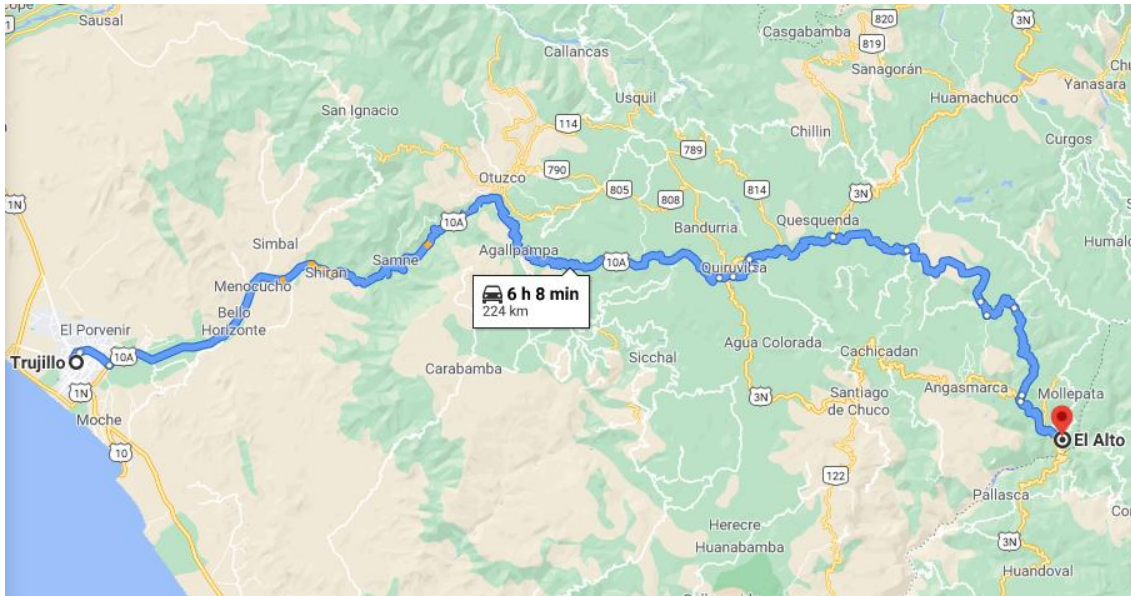 Sausal
1
Callancas
820
3N
Casgabamba
819
Sanagorán
Usquil
Yanasara
San Ignacio
114
Huamachuco
Chillin
789
Curgos
790
Otuzco
805
808
814
3N
1N
10A
Quesquenda
Bandurria
Simbal
Agallpampa
10A
Samne
Shiran
Menocucho
Quiruvilca
6 h 8 min
224 km
Bello
Horizonte
El Porvenir
Agua Colorada
10A
Trujillo
Sicchal
Cachicadan
Carabamba
Angasmarca
Mollepata
1N
3N
Santiago
de Chuco
Moche
El Alto
10
122
Pallasca
Herecre
Huanabamba
3N
Huandoval